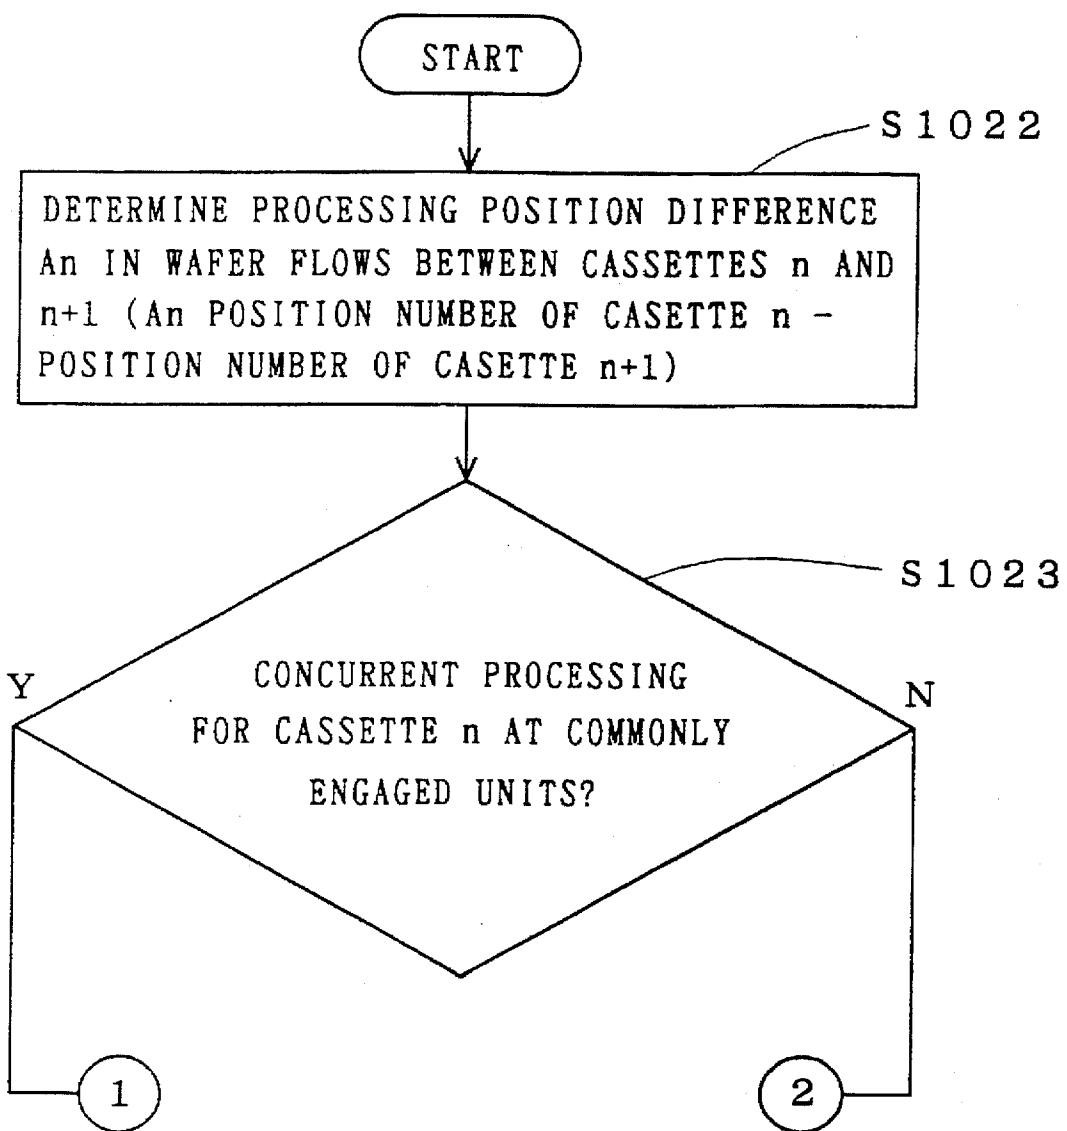 START
S1022
DETERMINE PROCESSING POSITION DIFFERENCE
An IN WAFER FLOWS BETWEEN CASSETTES n AND
n+1 (An POSITION NUMBER OF CASETTE n -
POSITION NUMBER OF CASETTE n+1)
S1023
Y
N
CONCURRENT PROCESSING
FOR CASSETTE n AT COMMONLY
ENGAGED UNITS?
1
2